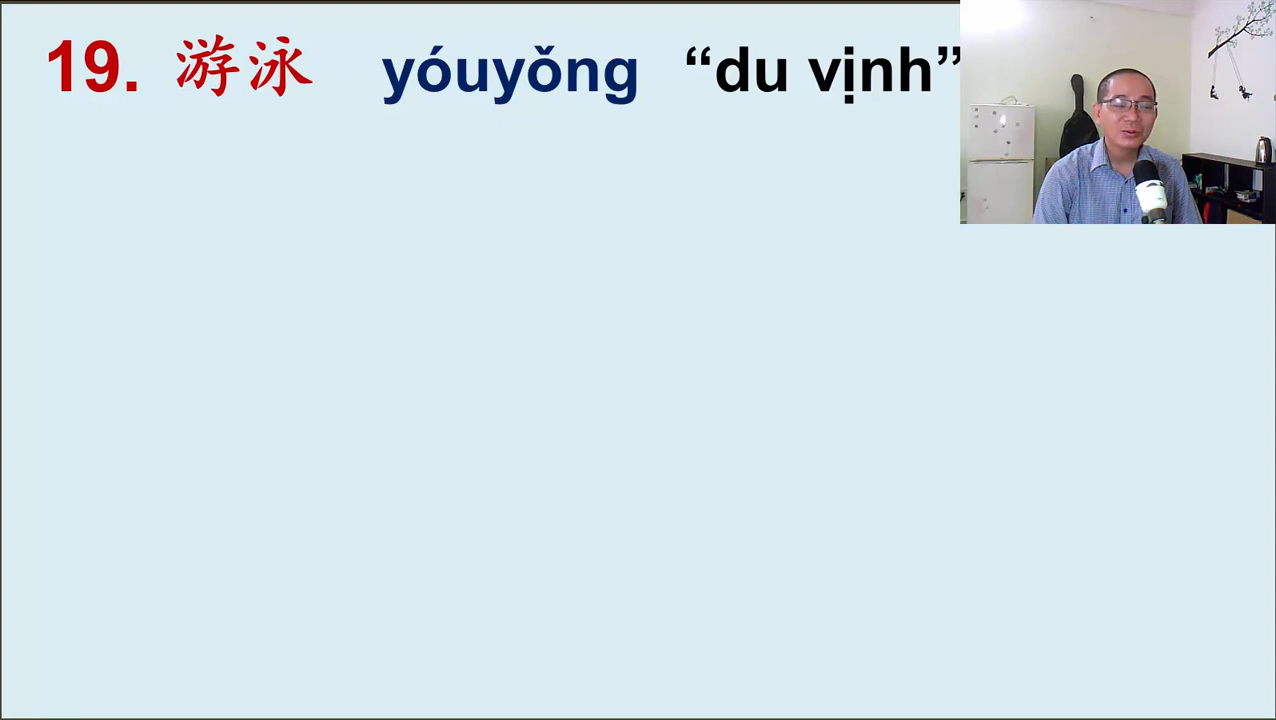 19. 游泳 yóuyǒng “du vịnh”